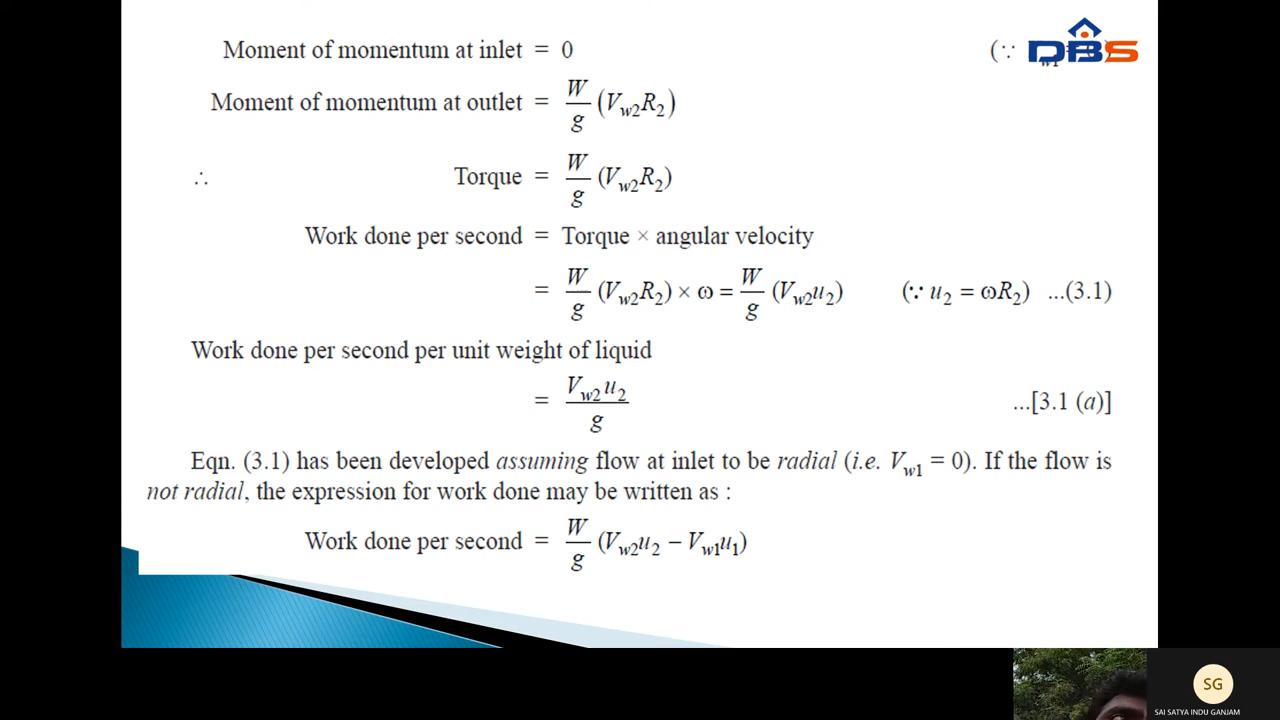 DBS
Moment of momentum at inlet = 0 (∵ w1 )
Moment of momentum at outlet = W/g (V_w2 R_2)
∴ Torque = W/g (V_w2 R_2)
Work done per second = Torque × angular velocity
= W/g (V_w2 R_2) × ω = W/g (V_w2 u_2) (∵ u_2 = ωR_2) ...(3.1)
Work done per second per unit weight of liquid
= V_w2 u_2 / g ...[3.1 (a)]
Eqn. (3.1) has been developed assuming flow at inlet to be radial (i.e. V_w1 = 0). If the flow is
not radial, the expression for work done may be written as :
Work done per second = W/g (V_w2 u_2 − V_w1 u_1)
SG
SAI SATYA INDU GANJAM